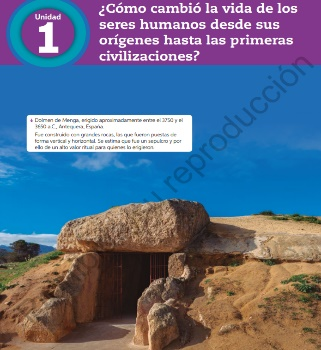 Unidad
1
¿Cómo cambió la vida de los
seres humanos desde sus
orígenes hasta las primeras
civilizaciones?
Dolmen de Menga, erigido aproximadamente entre el 3750 y el
3650 a.C., Antequera, España.
Fue construido con grandes rocas, las que fueron puestas de
forma vertical y horizontal. Se estima que fue un sepulcro y por
ello de un alto valor ritual para quienes lo erigieron.
reproducción